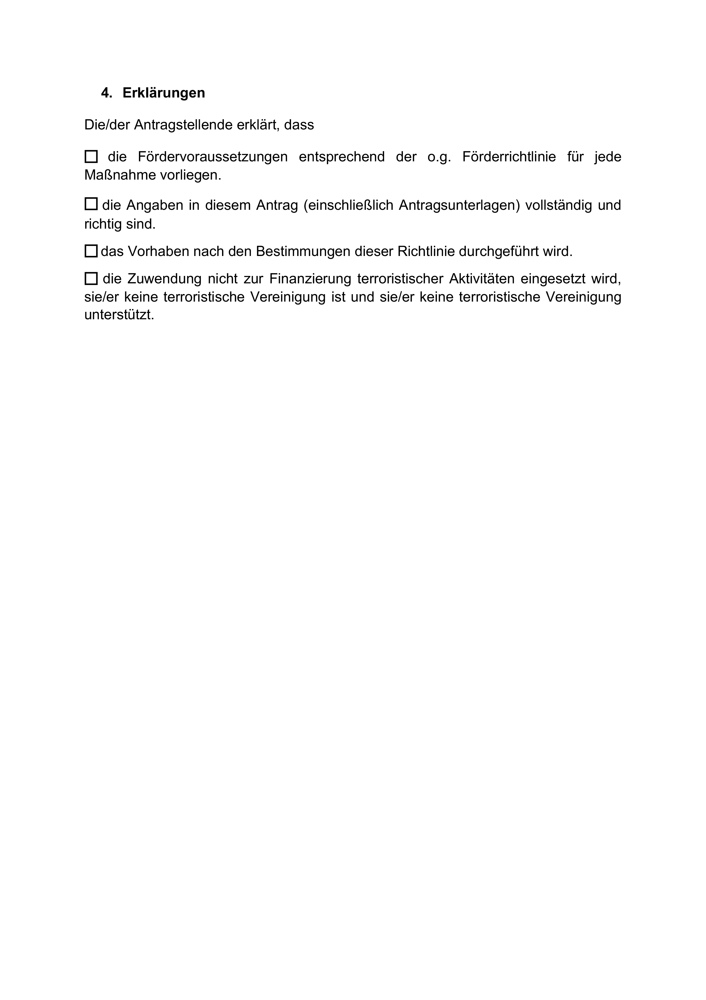 4. Erklärungen
Die/der Antragstellende erklärt, dass
☐ die Fördervoraussetzungen entsprechend der o.g. Förderrichtlinie für jede
Maßnahme vorliegen.
☐ die Angaben in diesem Antrag (einschließlich Antragsunterlagen) vollständig und
richtig sind.
☐ das Vorhaben nach den Bestimmungen dieser Richtlinie durchgeführt wird.
☐ die Zuwendung nicht zur Finanzierung terroristischer Aktivitäten eingesetzt wird,
sie/er keine terroristische Vereinigung ist und sie/er keine terroristische Vereinigung
unterstützt.